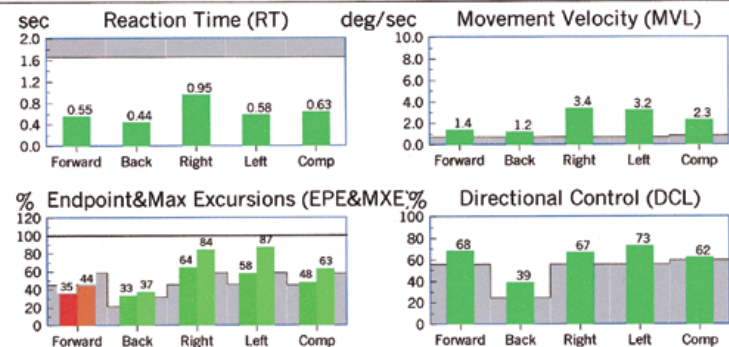 sec Reaction Time (RT)
2.0
1.6
1.2
0.8
0.4
0.0
0.55 0.44 0.95 0.58 0.63
Forward Back Right Left Comp
deg/sec Movement Velocity (MVL)
10.0
8.0
6.0
4.0
2.0
0.0
1.4 1.2 3.4 3.2 2.3
Forward Back Right Left Comp
% Endpoint&Max Excursions (EPE&MXE)
120
100
80
60
40
20
0
35 44 33 37 64 84 58 87 48 63
Forward Back Right Left Comp
% Directional Control (DCL)
100
80
60
40
20
0
68 39 67 73 62
Forward Back Right Left Comp